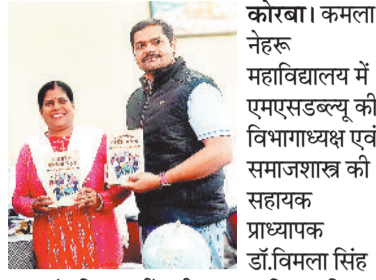 कोरबा। कमला
नेहरू
महाविद्यालय में
एमएसडब्ल्यू की
विभागाध्यक्ष एवं
समाजशास्त्र की
सहायक
प्राध्यापक
डॉ.विमला सिंह